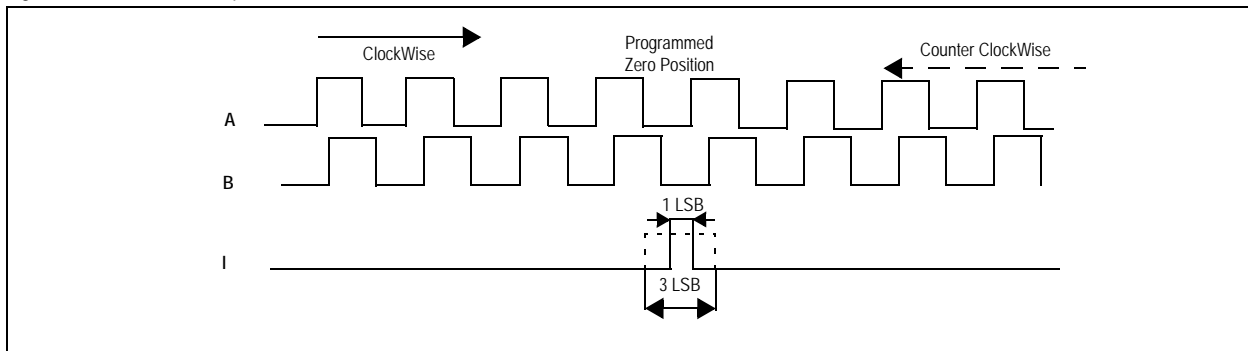 ClockWise
Programmed
Zero Position
Counter ClockWise
A
B
1 LSB
I
3 LSB